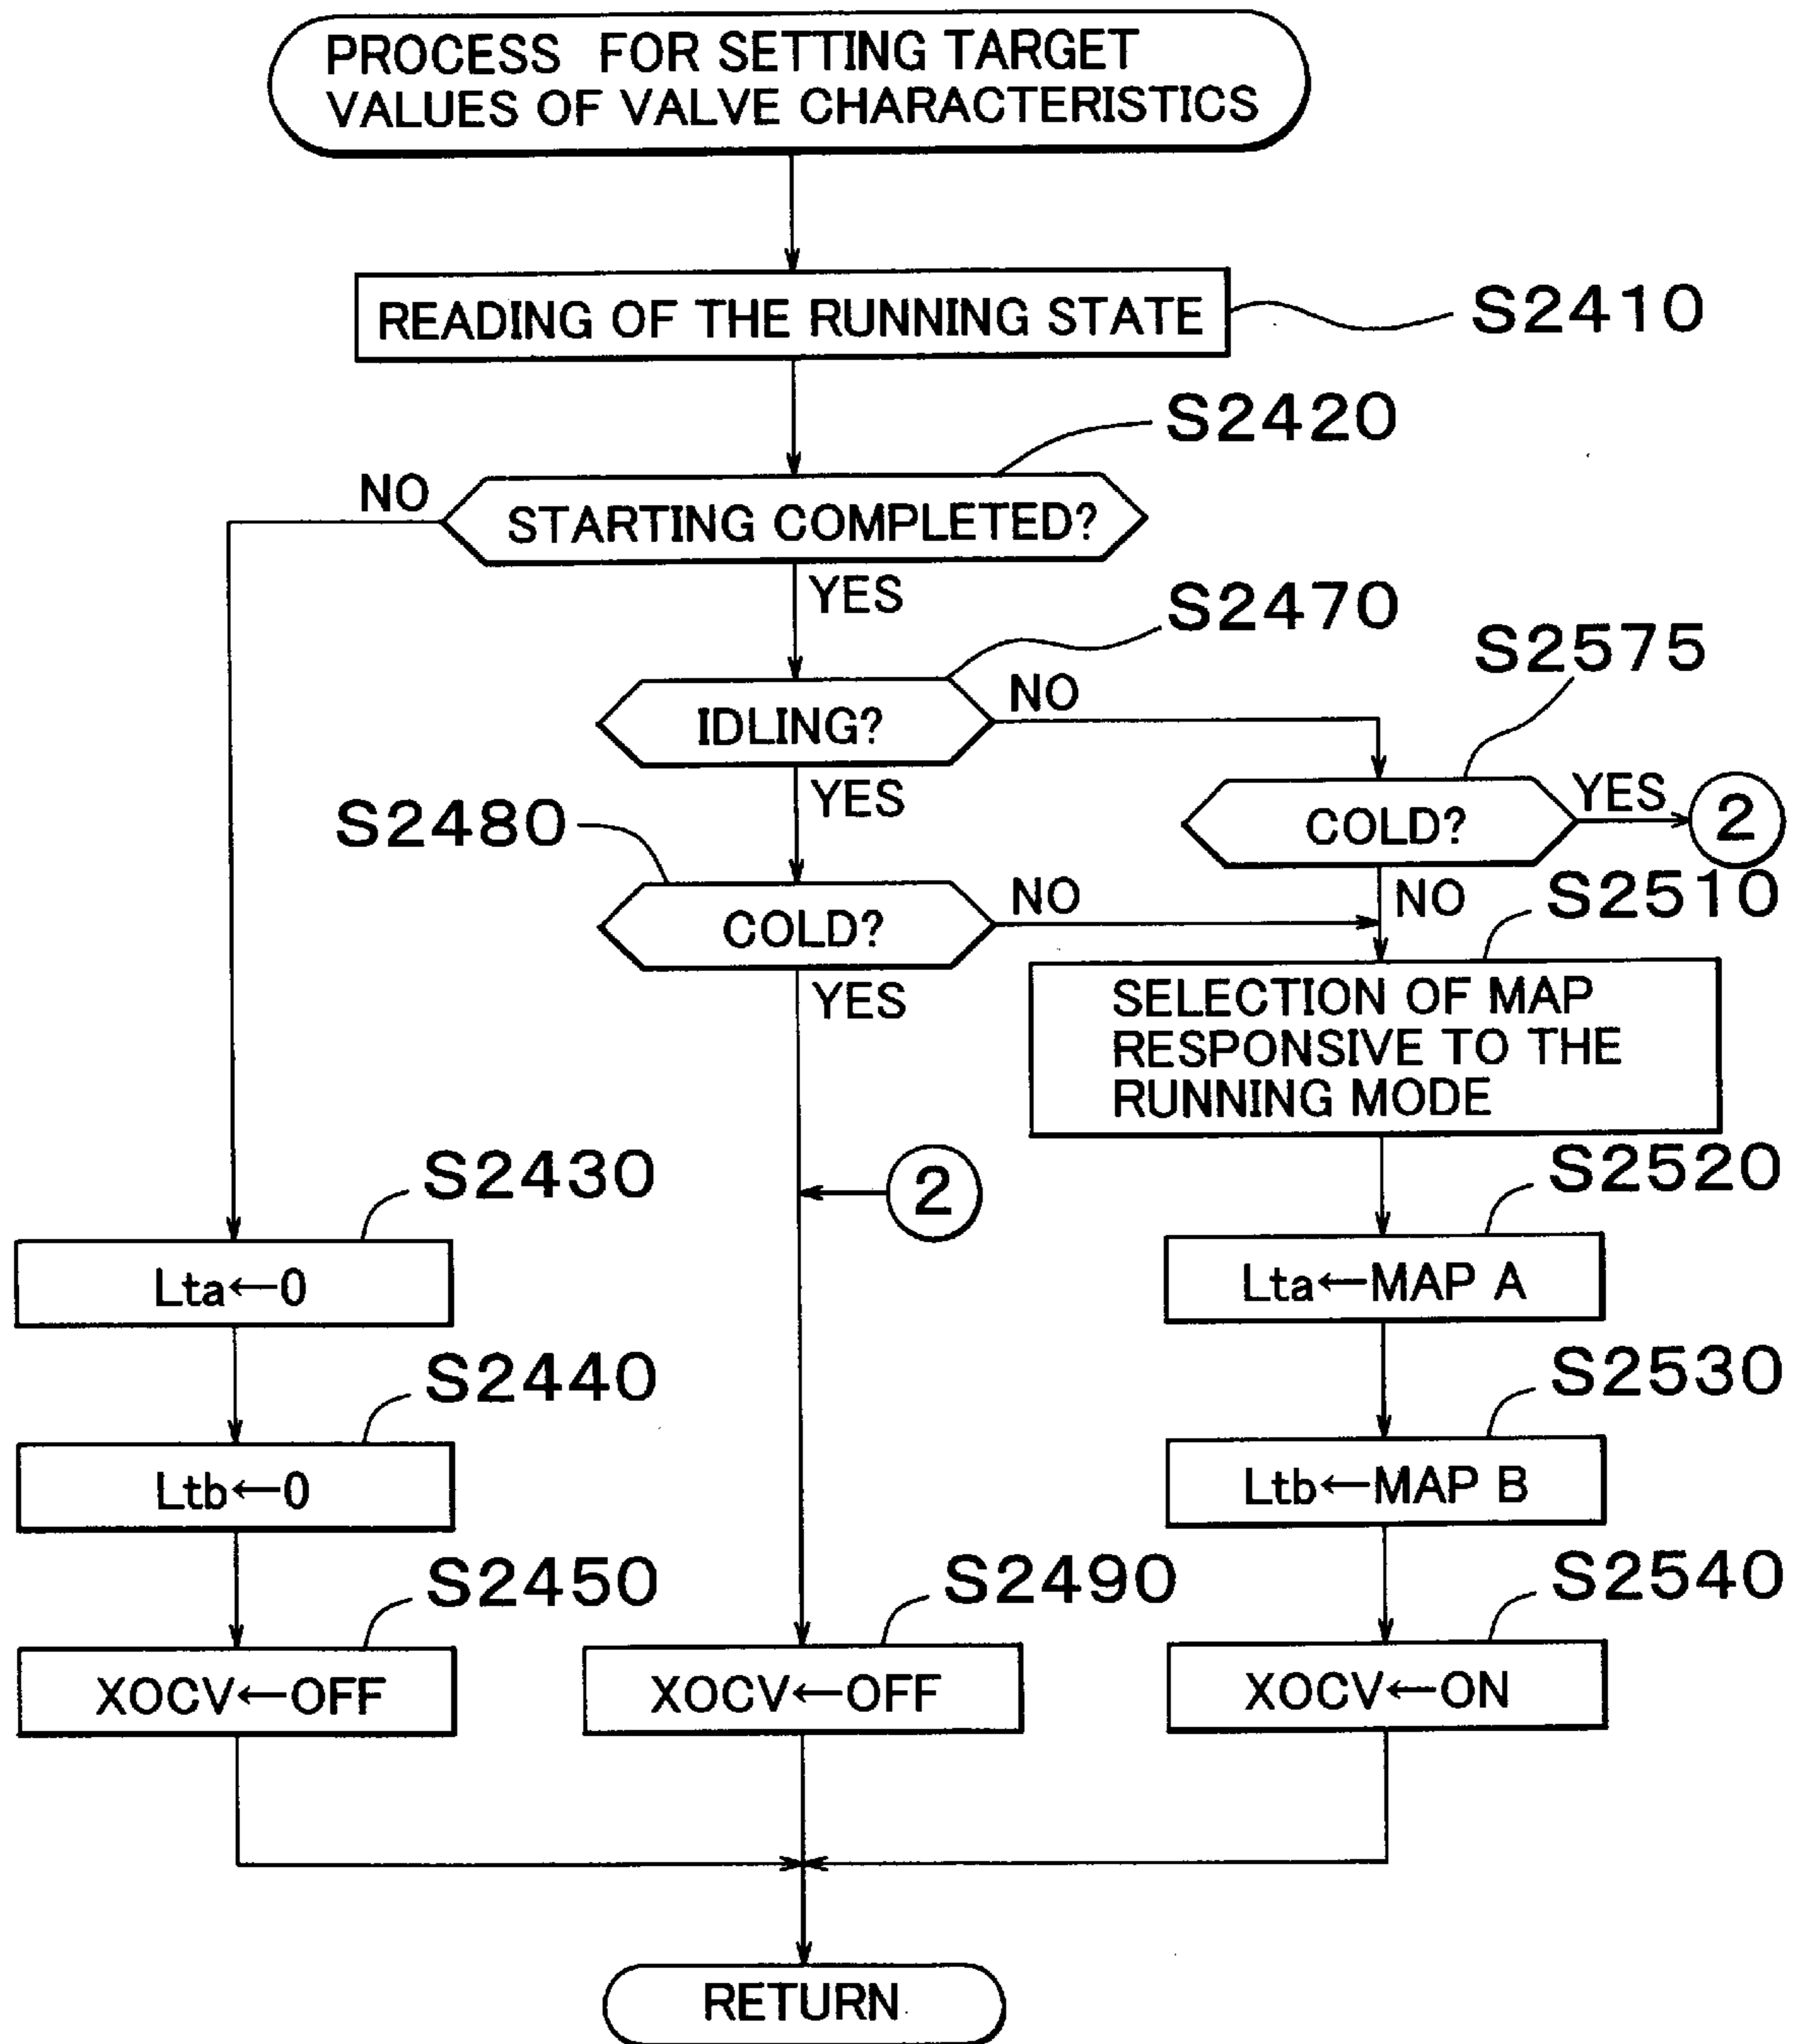 PROCESS FOR SETTING TARGET
VALUES OF VALVE CHARACTERISTICS
READING OF THE RUNNING STATE
S2410
S2420
NO
STARTING COMPLETED?
YES
S2470
S2575
IDLING?
NO
YES
COLD?
YES
2
S2480
COLD?
NO
NO
S2510
YES
SELECTION OF MAP
RESPONSIVE TO THE
RUNNING MODE
S2430
2
S2520
Lta←0
Lta←MAP A
S2440
S2530
Ltb←0
Ltb←MAP B
S2450
S2490
S2540
XOCV←OFF
XOCV←OFF
XOCV←ON
RETURN